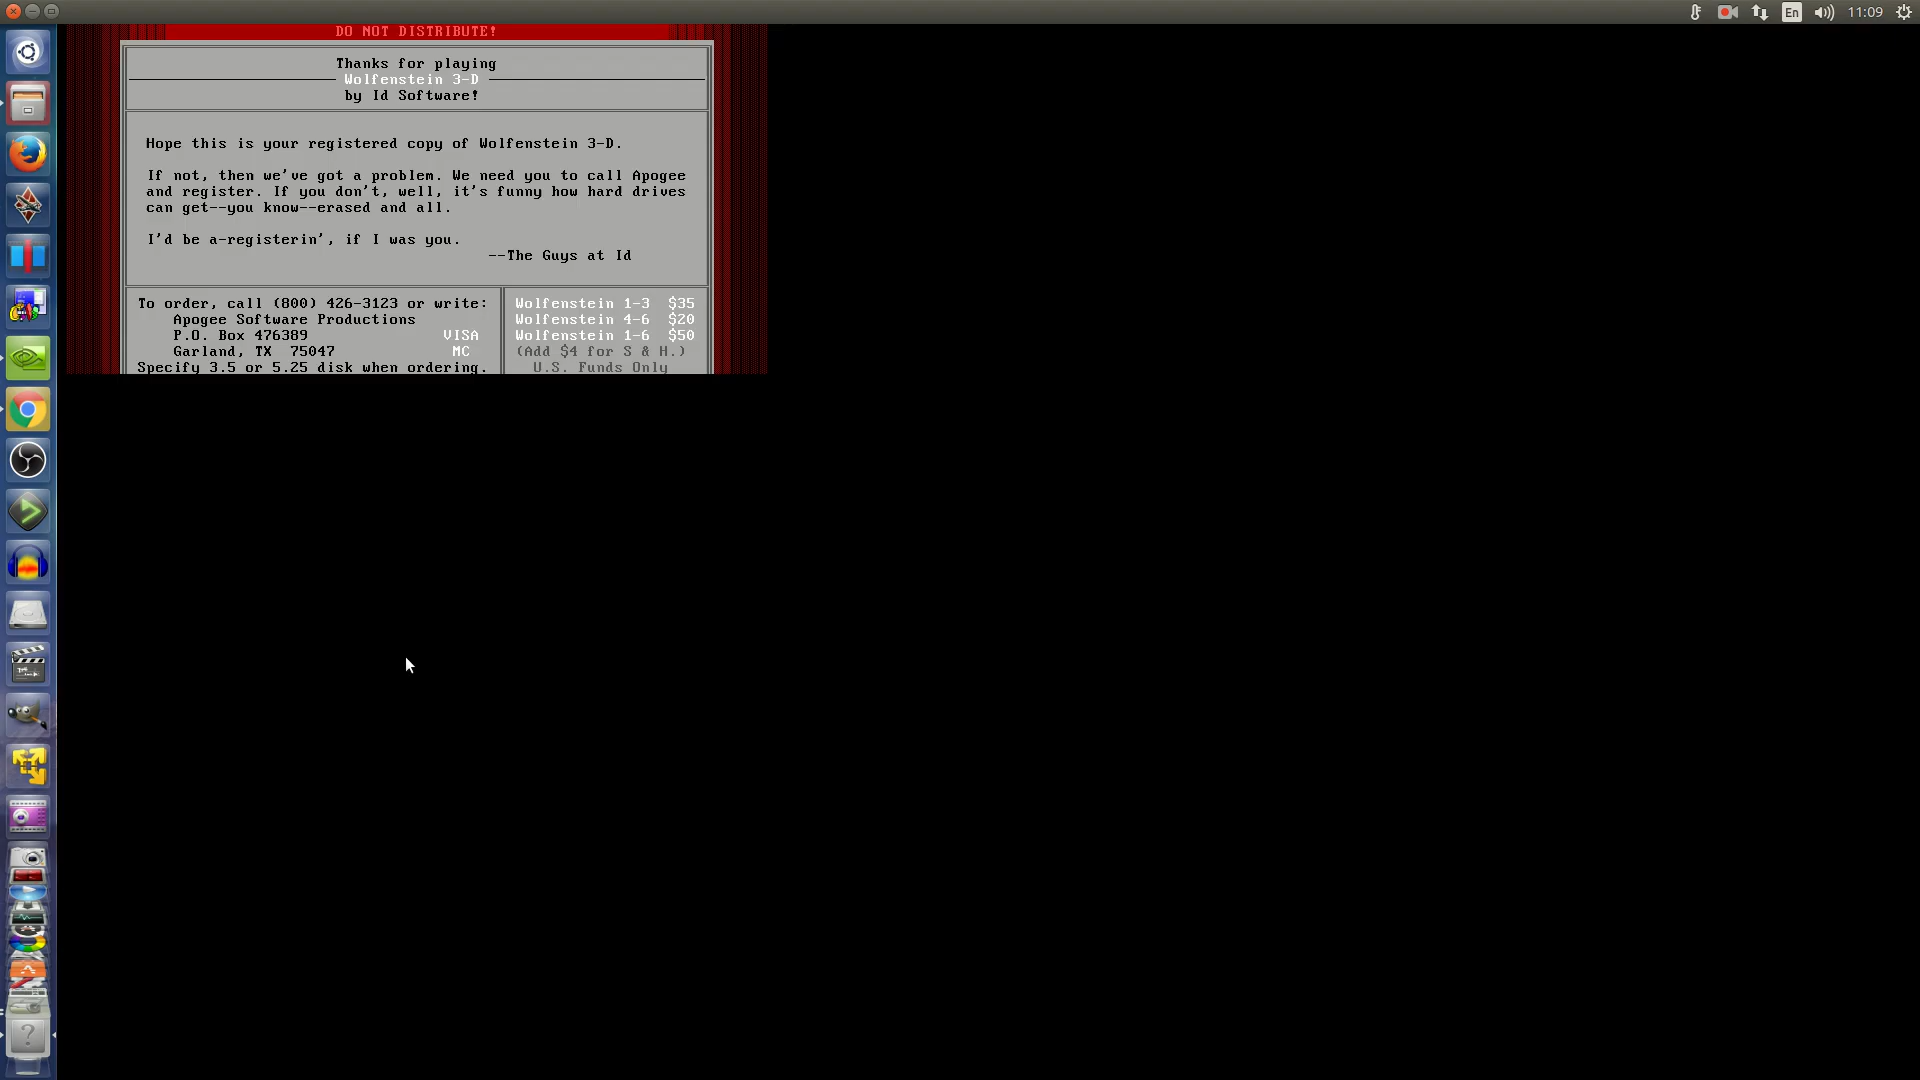 En
11:09
DO NOT DISTRIBUTE!
Thanks for playing
Wolfenstein 3-D
by Id Software!
Hope this is your registered copy of Wolfenstein 3-D.
If not, then we've got a problem. We need you to call Apogee
and register. If you don't, well, it's funny how hard drives
can get--you know--erased and all.
I'd be a-registerin', if I was you.
--The Guys at Id
To order, call (800) 426-3123 or write:
Apogee Software Productions
P.O. Box 476389 VISA
Garland, TX 75047 MC
Specify 3.5 or 5.25 disk when ordering.
Wolfenstein 1-3 $35
Wolfenstein 4-6 $20
Wolfenstein 1-6 $50
(Add $4 for S & H.)
U.S. Funds Only